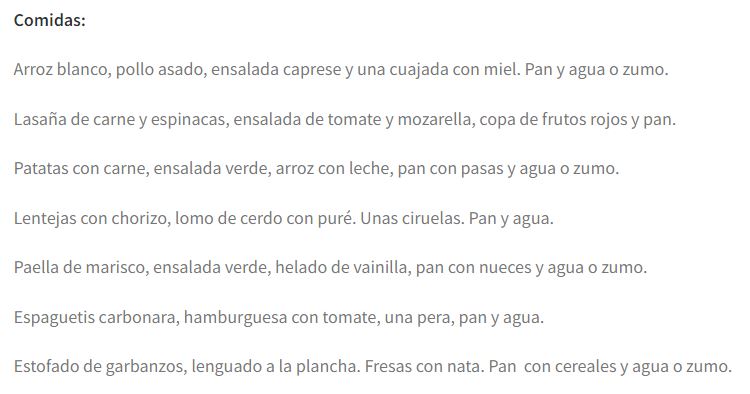 Comidas:
Arroz blanco, pollo asado, ensalada caprese y una cuajada con miel. Pan y agua o zumo.
Lasaña de carne y espinacas, ensalada de tomate y mozarella, copa de frutos rojos y pan.
Patatas con carne, ensalada verde, arroz con leche, pan con pasas y agua o zumo.
Lentejas con chorizo, lomo de cerdo con puré. Unas ciruelas. Pan y agua.
Paella de marisco, ensalada verde, helado de vainilla, pan con nueces y agua o zumo.
Espaguetis carbonara, hamburguesa con tomate, una pera, pan y agua.
Estofado de garbanzos, lenguado a la plancha. Fresas con nata. Pan  con cereales y agua o zumo.